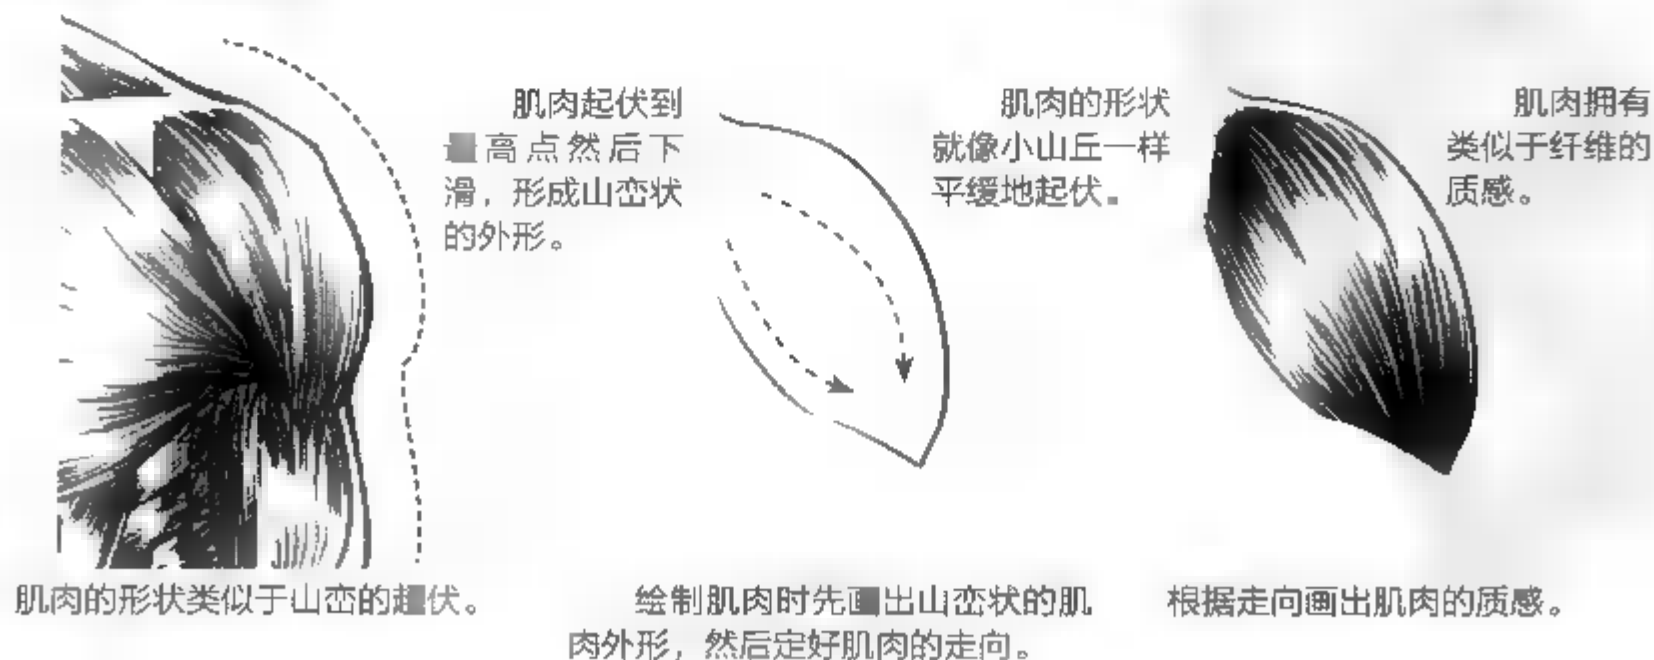 肌肉起伏到
高点然后下
滑，形成山峦状
的外形。
肌肉的形状
就像小山丘一样
平缓地起伏。
肌肉拥有
类似于纤维的
质感。
肌肉的形状类似于山峦的起伏。
绘制肌肉时先画出山峦状的肌
肉外形，然后定好肌肉的走向。
根据走向画出肌肉的质感。